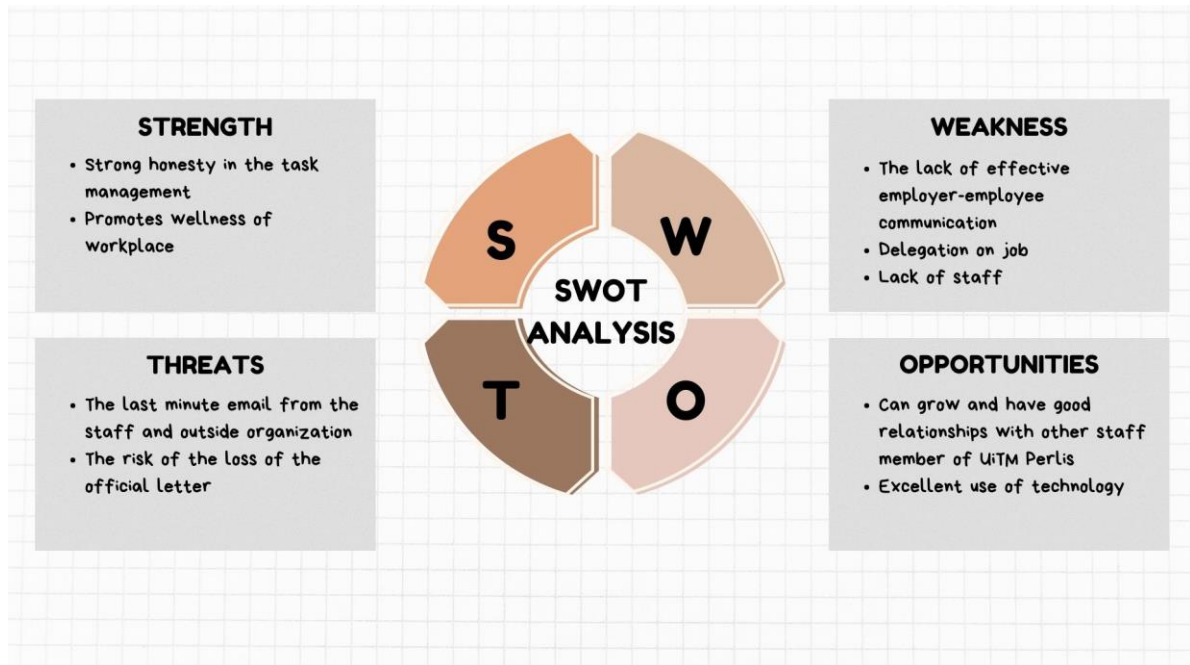 STRENGTH
• Strong honesty in the task
management
• Promotes wellness of
workplace
WEAKNESS
• The lack of effective
employer-employee
communication
• Delegation on job
• Lack of staff
S
W
SWOT
ANALYSIS
T
O
THREATS
• The last minute email from the
staff and outside organization
• The risk of the loss of the
official letter
OPPORTUNITIES
• Can grow and have good
relationships with other staff
member of UiTM Perlis
• Excellent use of technology